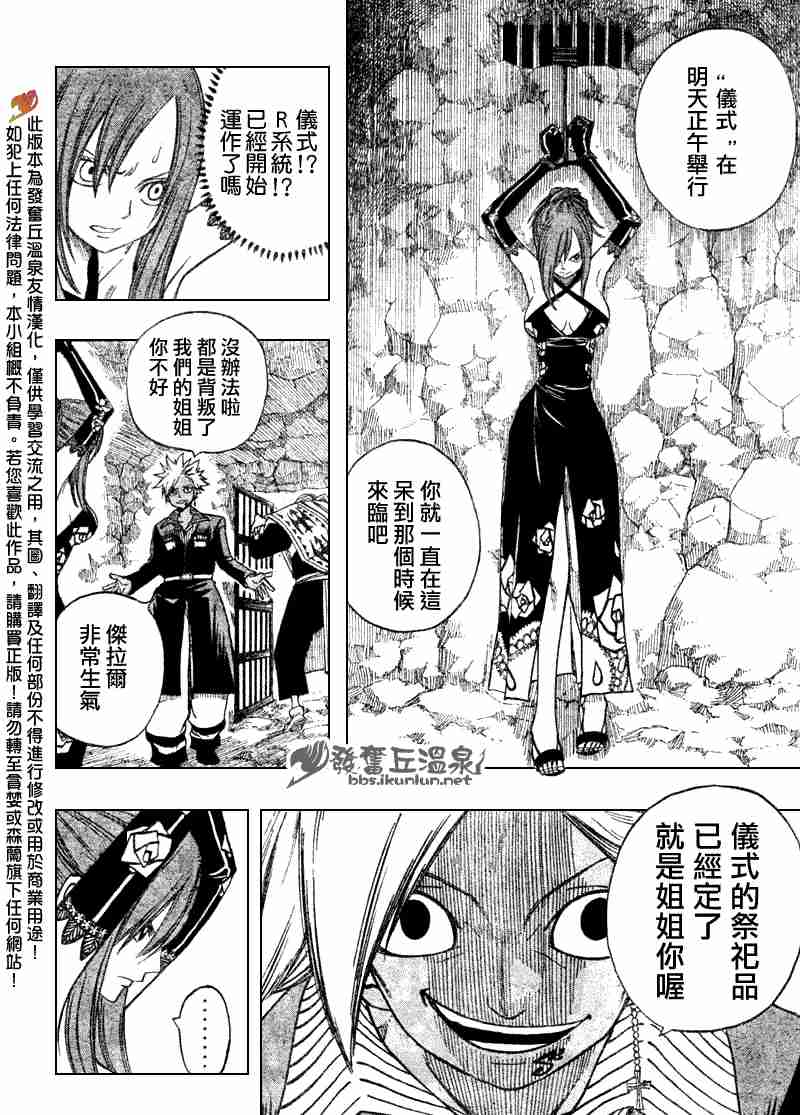 “儀式”在
明天正午舉行
你就一直在這
呆到那個時候
來臨吧
儀式!?
R系統!?
已經開始
運作了嗎
沒辦法啦
都是背叛了
我們的姐姐
你不好
傑拉爾
非常生氣
儀式的祭祀品
已經定了
就是姐姐你喔
……
發奮丘溫泉
bbs.ikunlun.net
此版本為發奮丘溫泉友情漢化，僅供學習交流之用，其圖、翻譯及任何部份不得進行修改或用於商業用途！
如犯上任何法律問題，本小組概不負責。若您喜歡此作品，請購買正版！請勿轉至貪婪或森蘭旗下任何網站！